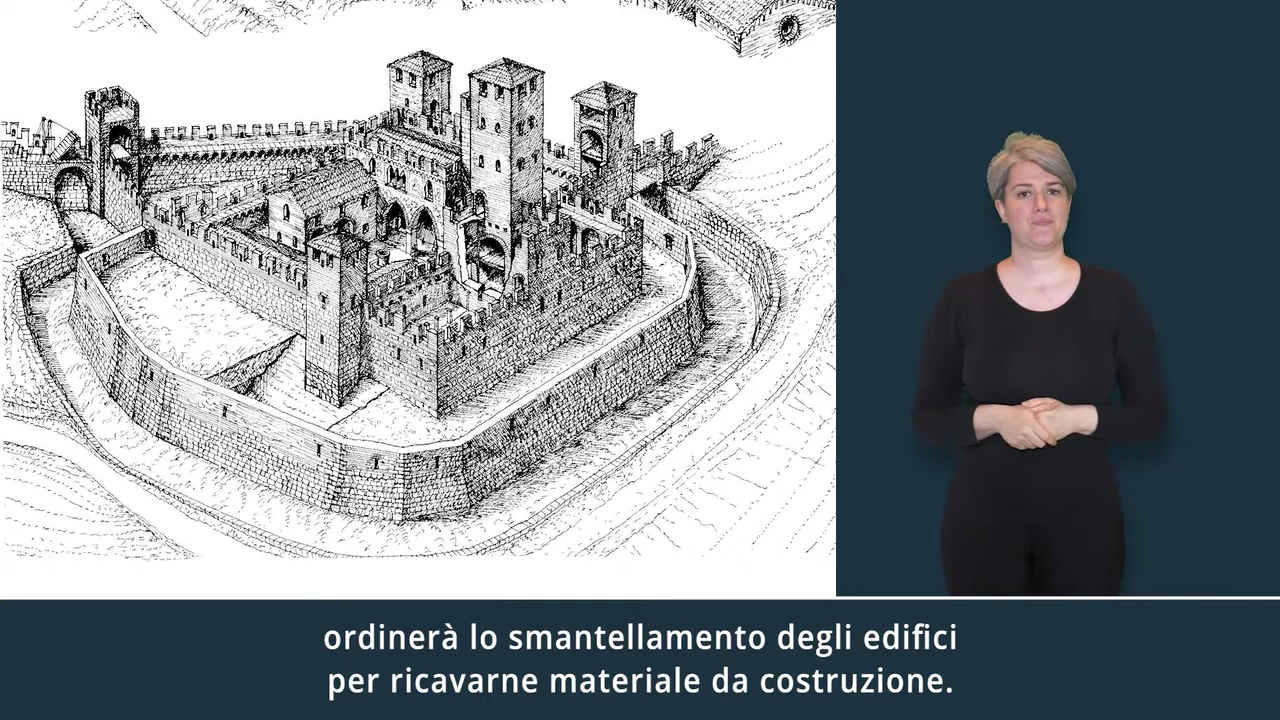 ordinerà lo smantellamento degli edifici
per ricavarne materiale da costruzione.